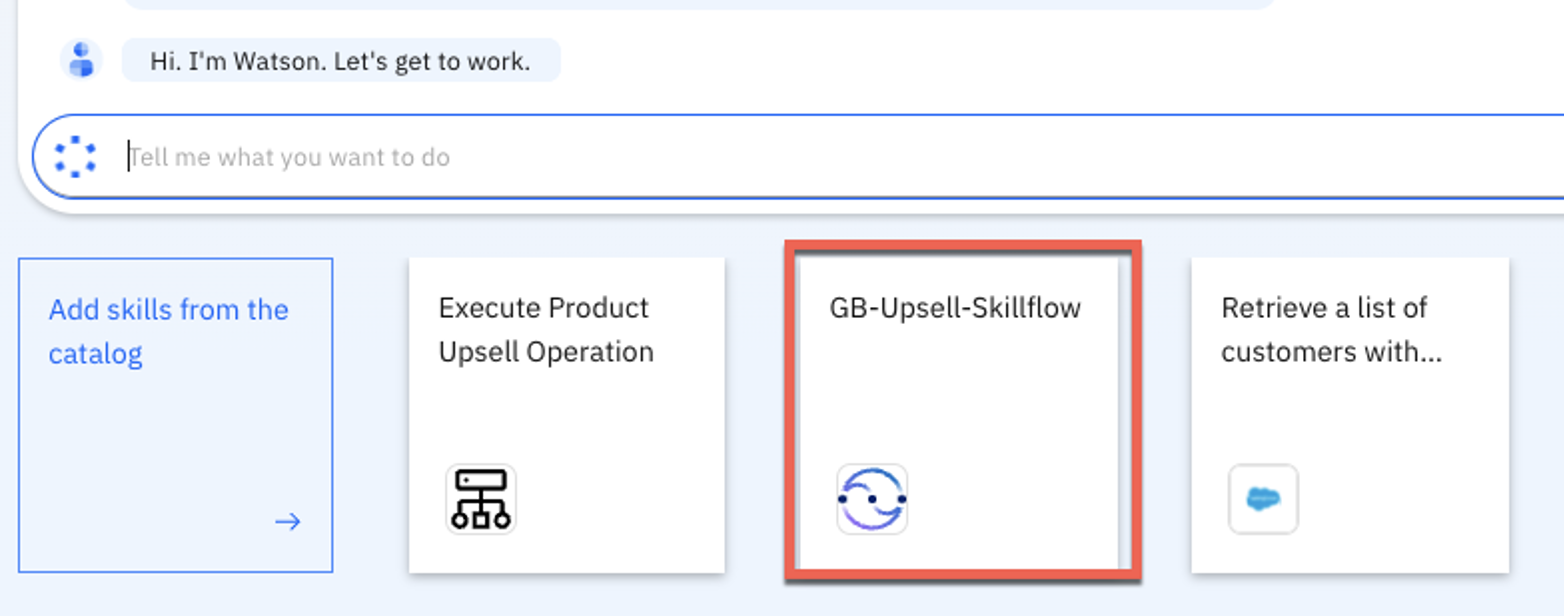 Hi. I'm Watson. Let's get to work.
Tell me what you want to do
Add skills from the
catalog
Execute Product
Upsell Operation
GB-Upsell-Skillflow
Retrieve a list of
customers with...